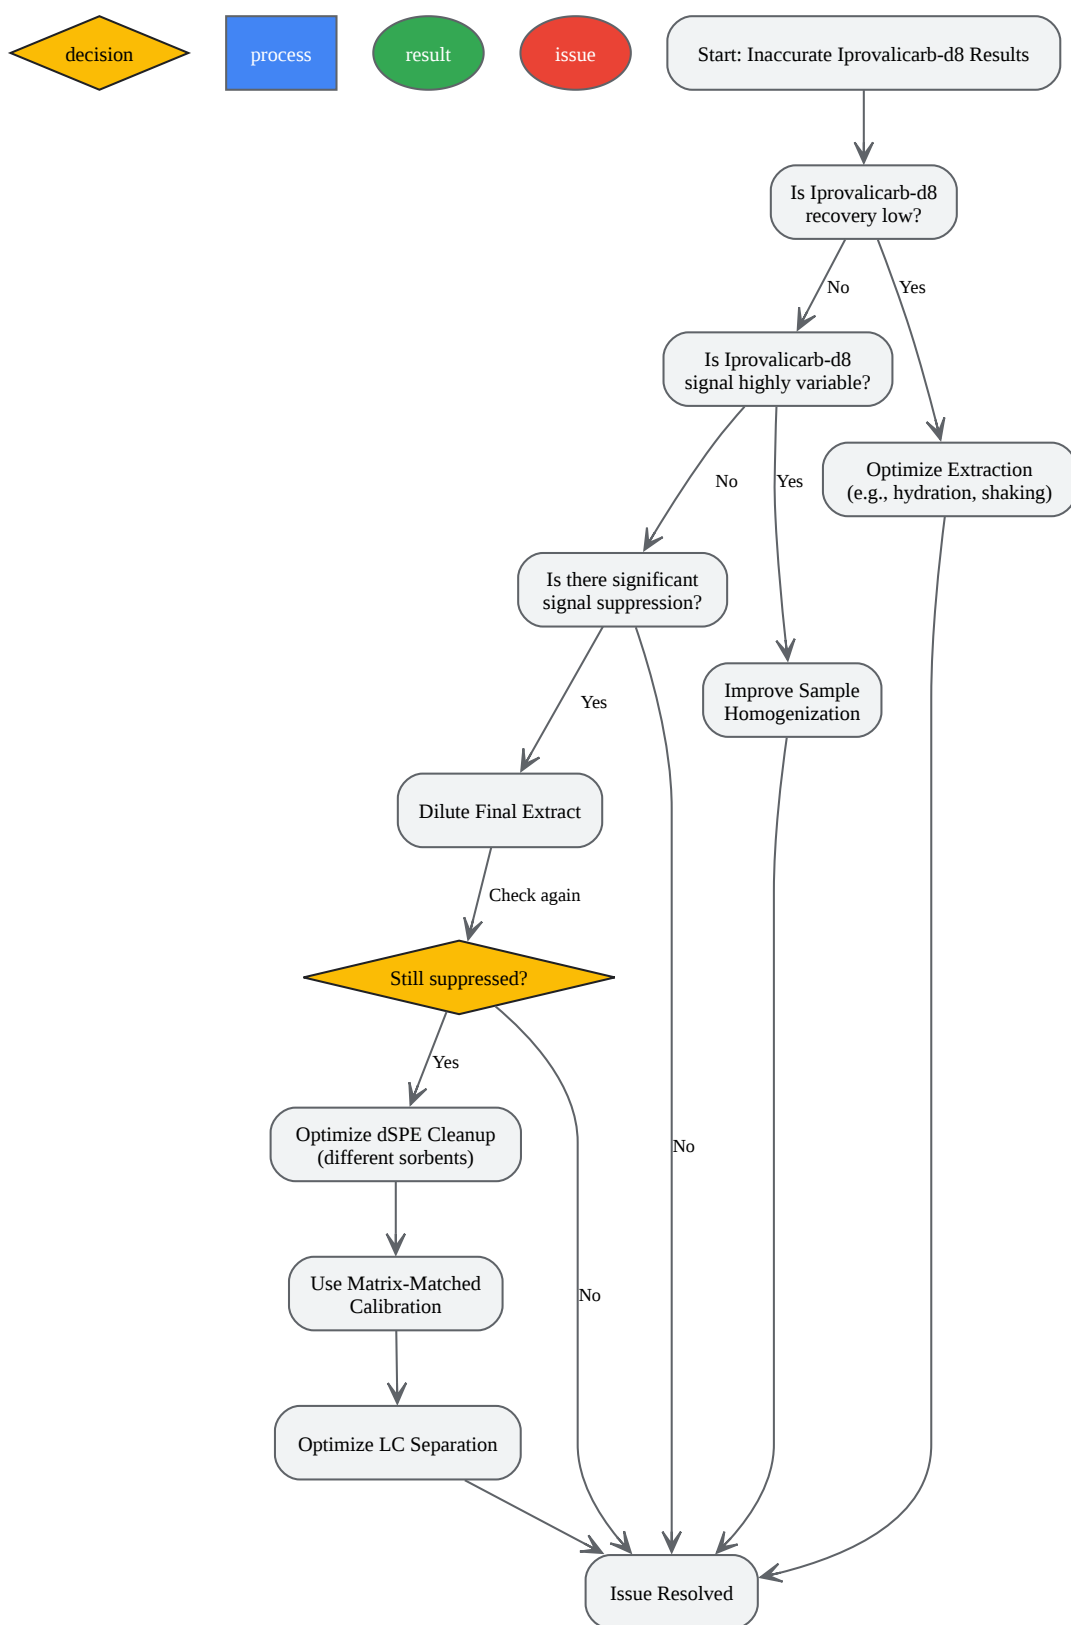 decision
process
result
issue
Start: Inaccurate Iprovalicarb-d8 Results
Is Iprovalicarb-d8
recovery low?
No
Yes
Is Iprovalicarb-d8
signal highly variable?
Optimize Extraction
(e.g., hydration, shaking)
No
Yes
Is there significant
signal suppression?
Improve Sample
Homogenization
Yes
Dilute Final Extract
Check again
Still suppressed?
Yes
Optimize dSPE Cleanup
(different sorbents)
No
Use Matrix-Matched
Calibration
No
Optimize LC Separation
Issue Resolved